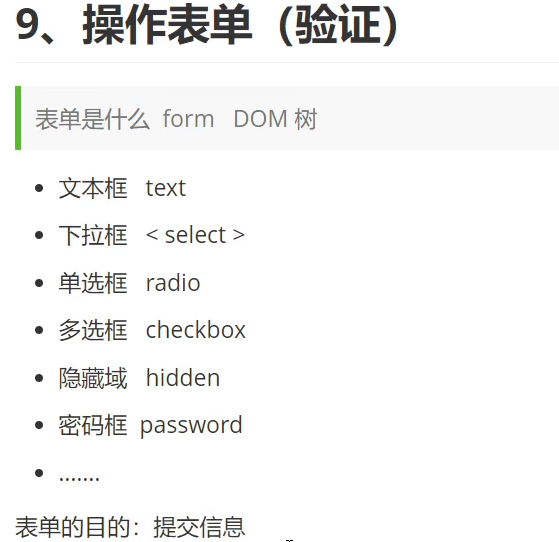 9、操作表单（验证）
表单是什么 form DOM 树
文本框 text
下拉框 < select >
单选框 radio
多选框 checkbox
隐藏域 hidden
密码框 password
.......
表单的目的：提交信息